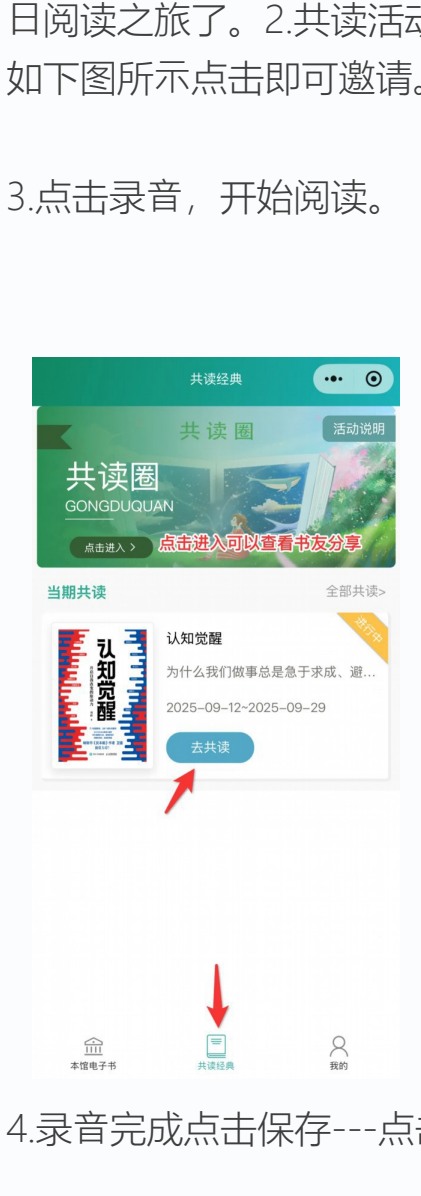 日阅读之旅了。2.共读活动
如下图所示点击即可邀请。
3.点击录音，开始阅读。
共读经典
共读圈
活动说明
共读圈
GONGDUQUAN
点击进入 >
点击进入可以查看书友分享
当期共读
全部共读>
进行中
认知觉醒
认知觉醒
为什么我们做事总是急于求成、避...
2025-09-12~2025-09-29
去共读
本馆电子书
共读经典
我的
4.录音完成点击保存---点击